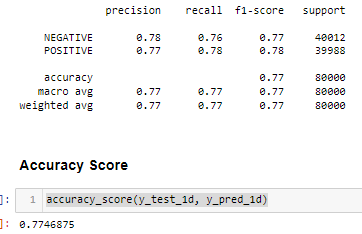 precision recall f1-score support
NEGATIVE 0.78 0.76 0.77 40012
POSITIVE 0.77 0.78 0.78 39988
accuracy 0.77 80000
macro avg 0.77 0.77 0.77 80000
weighted avg 0.77 0.77 0.77 80000
Accuracy Score
]: 1 accuracy_score(y_test_1d, y_pred_1d)
]: 0.7746875